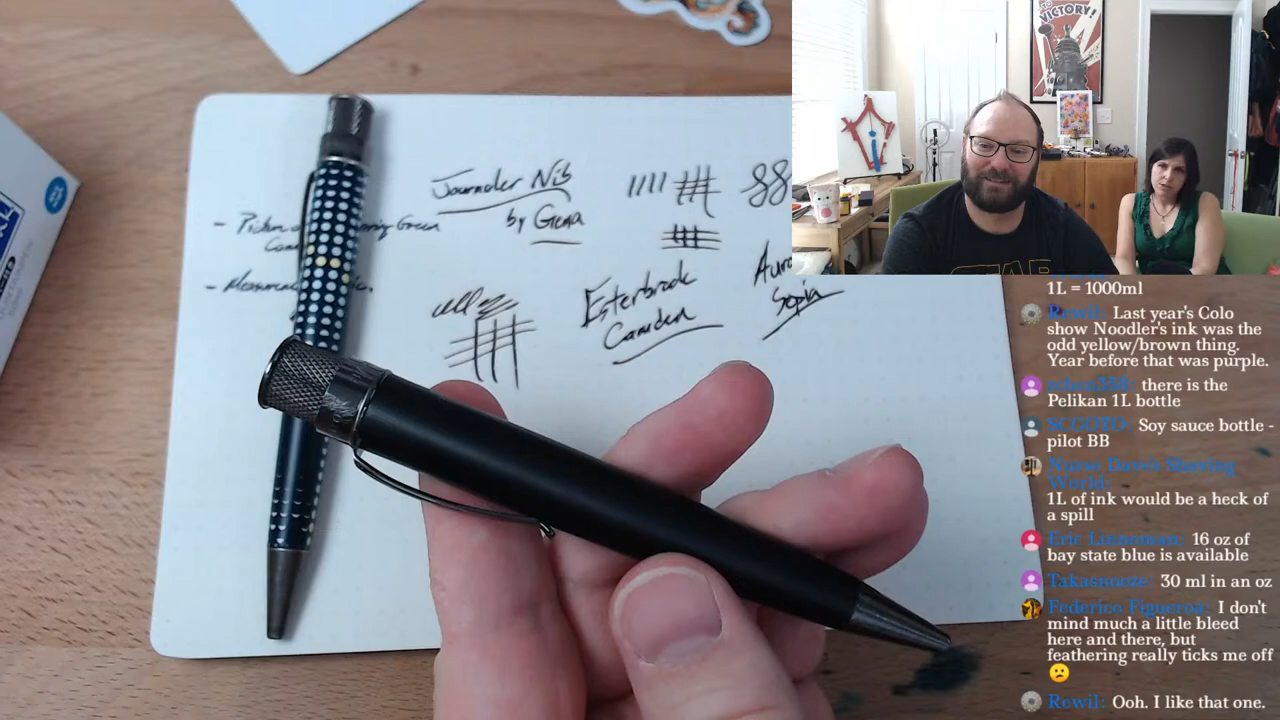 VICTORY!
Journaler Nib
by Gena
Esterbrook
Camden
Sepia
1L = 1000ml
Rewil: Last year's Colo
show Noodler's ink was the
odd yellow/brown thing.
Year before that was purple.
there is the
Pelikan 1L bottle
SCGOTO: Soy sauce bottle -
pilot BB
Nurse Dave's Shaving
World:
1L of ink would be a heck of
a spill
Eric Linneman: 16 oz of
bay state blue is available
Takasnooze: 30 ml in an oz
Federico Figueroa: I don't
mind much a little bleed
here and there, but
feathering really ticks me off
Rewil: Ooh. I like that one.